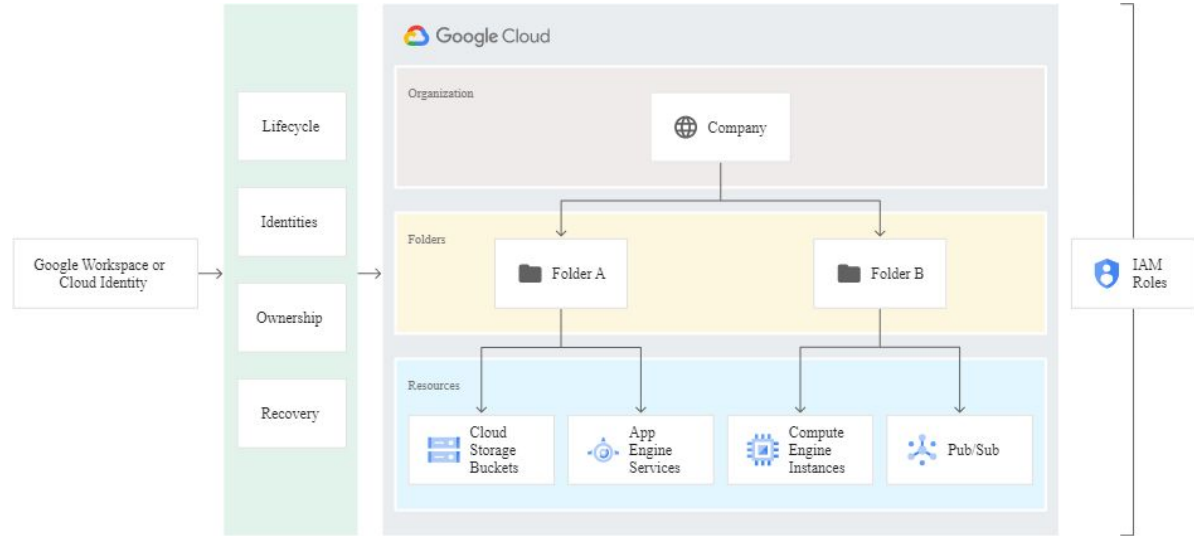 Google Cloud
Organization
Lifecycle
Company
Identities
Folders
Google Workspace or
Cloud Identity
Folder A
Folder B
IAM
Roles
Ownership
Resources
Recovery
Cloud
Storage
Buckets
App
Engine
Services
Compute
Engine
Instances
Pub/Sub